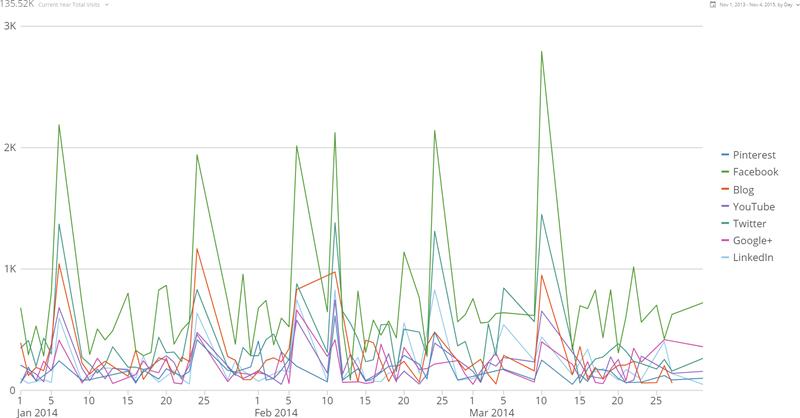 135.52K Current Year Total Visits
Nov 1, 2013 - Nov 4, 2015, by Day
3K
2K
1K
0
Pinterest
Facebook
Blog
YouTube
Twitter
Google+
LinkedIn
1 5 10 15 20 25 1 5 10 15 20 25 1 5 10 15 20 25
Jan 2014 Feb 2014 Mar 2014